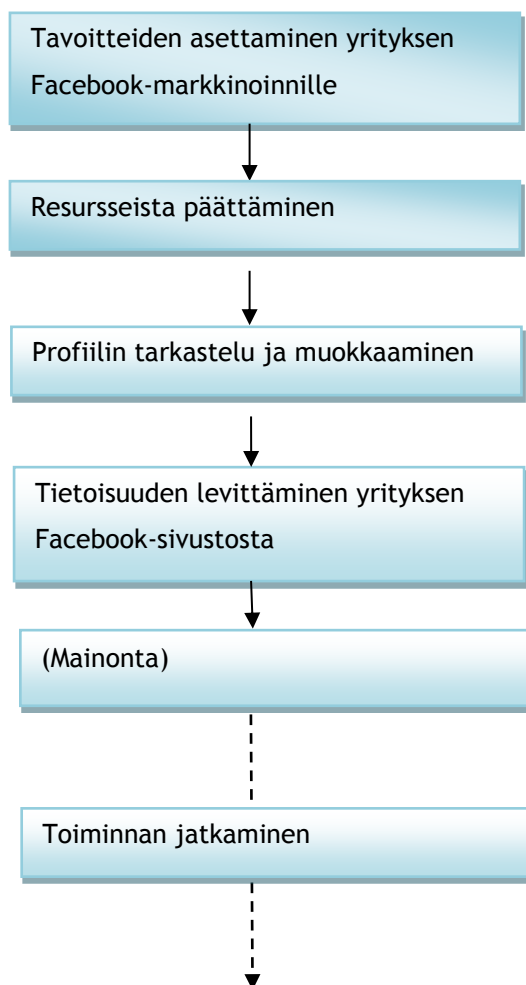 Tavoitteiden asettaminen yrityksen
Facebook-markkinoinnille
Resursseista päättäminen
Profiilin tarkastelu ja muokkaaminen
Tietoisuuden levittäminen yrityksen
Facebook-sivustosta
(Mainonta)
Toiminnan jatkaminen